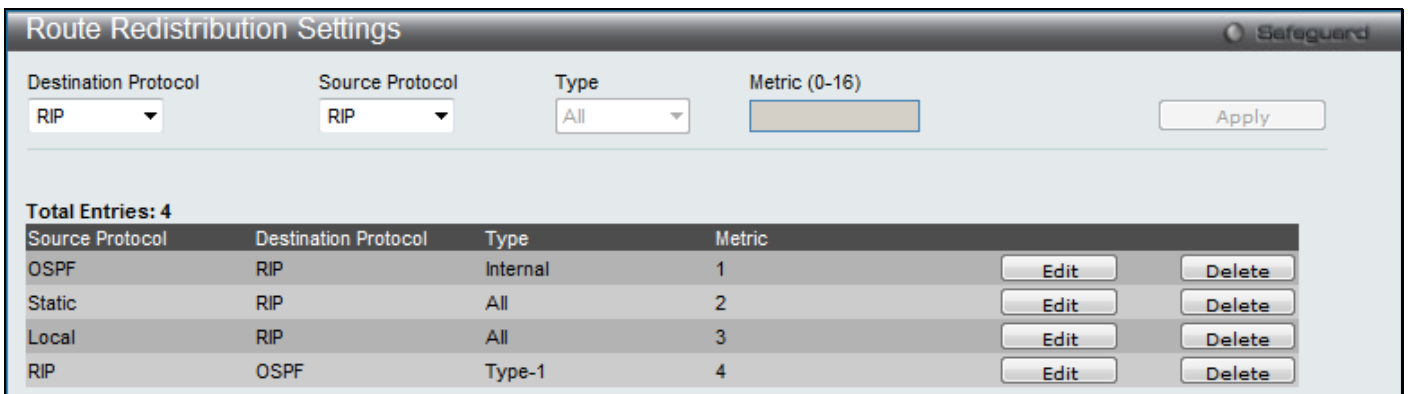 Route Redistribution Settings
Safeguard
Destination Protocol Source Protocol Type Metric (0-16)
RIP RIP All Apply
Total Entries: 4
Source Protocol Destination Protocol Type Metric
OSPF RIP Internal 1 Edit Delete
Static RIP All 2 Edit Delete
Local RIP All 3 Edit Delete
RIP OSPF Type-1 4 Edit Delete